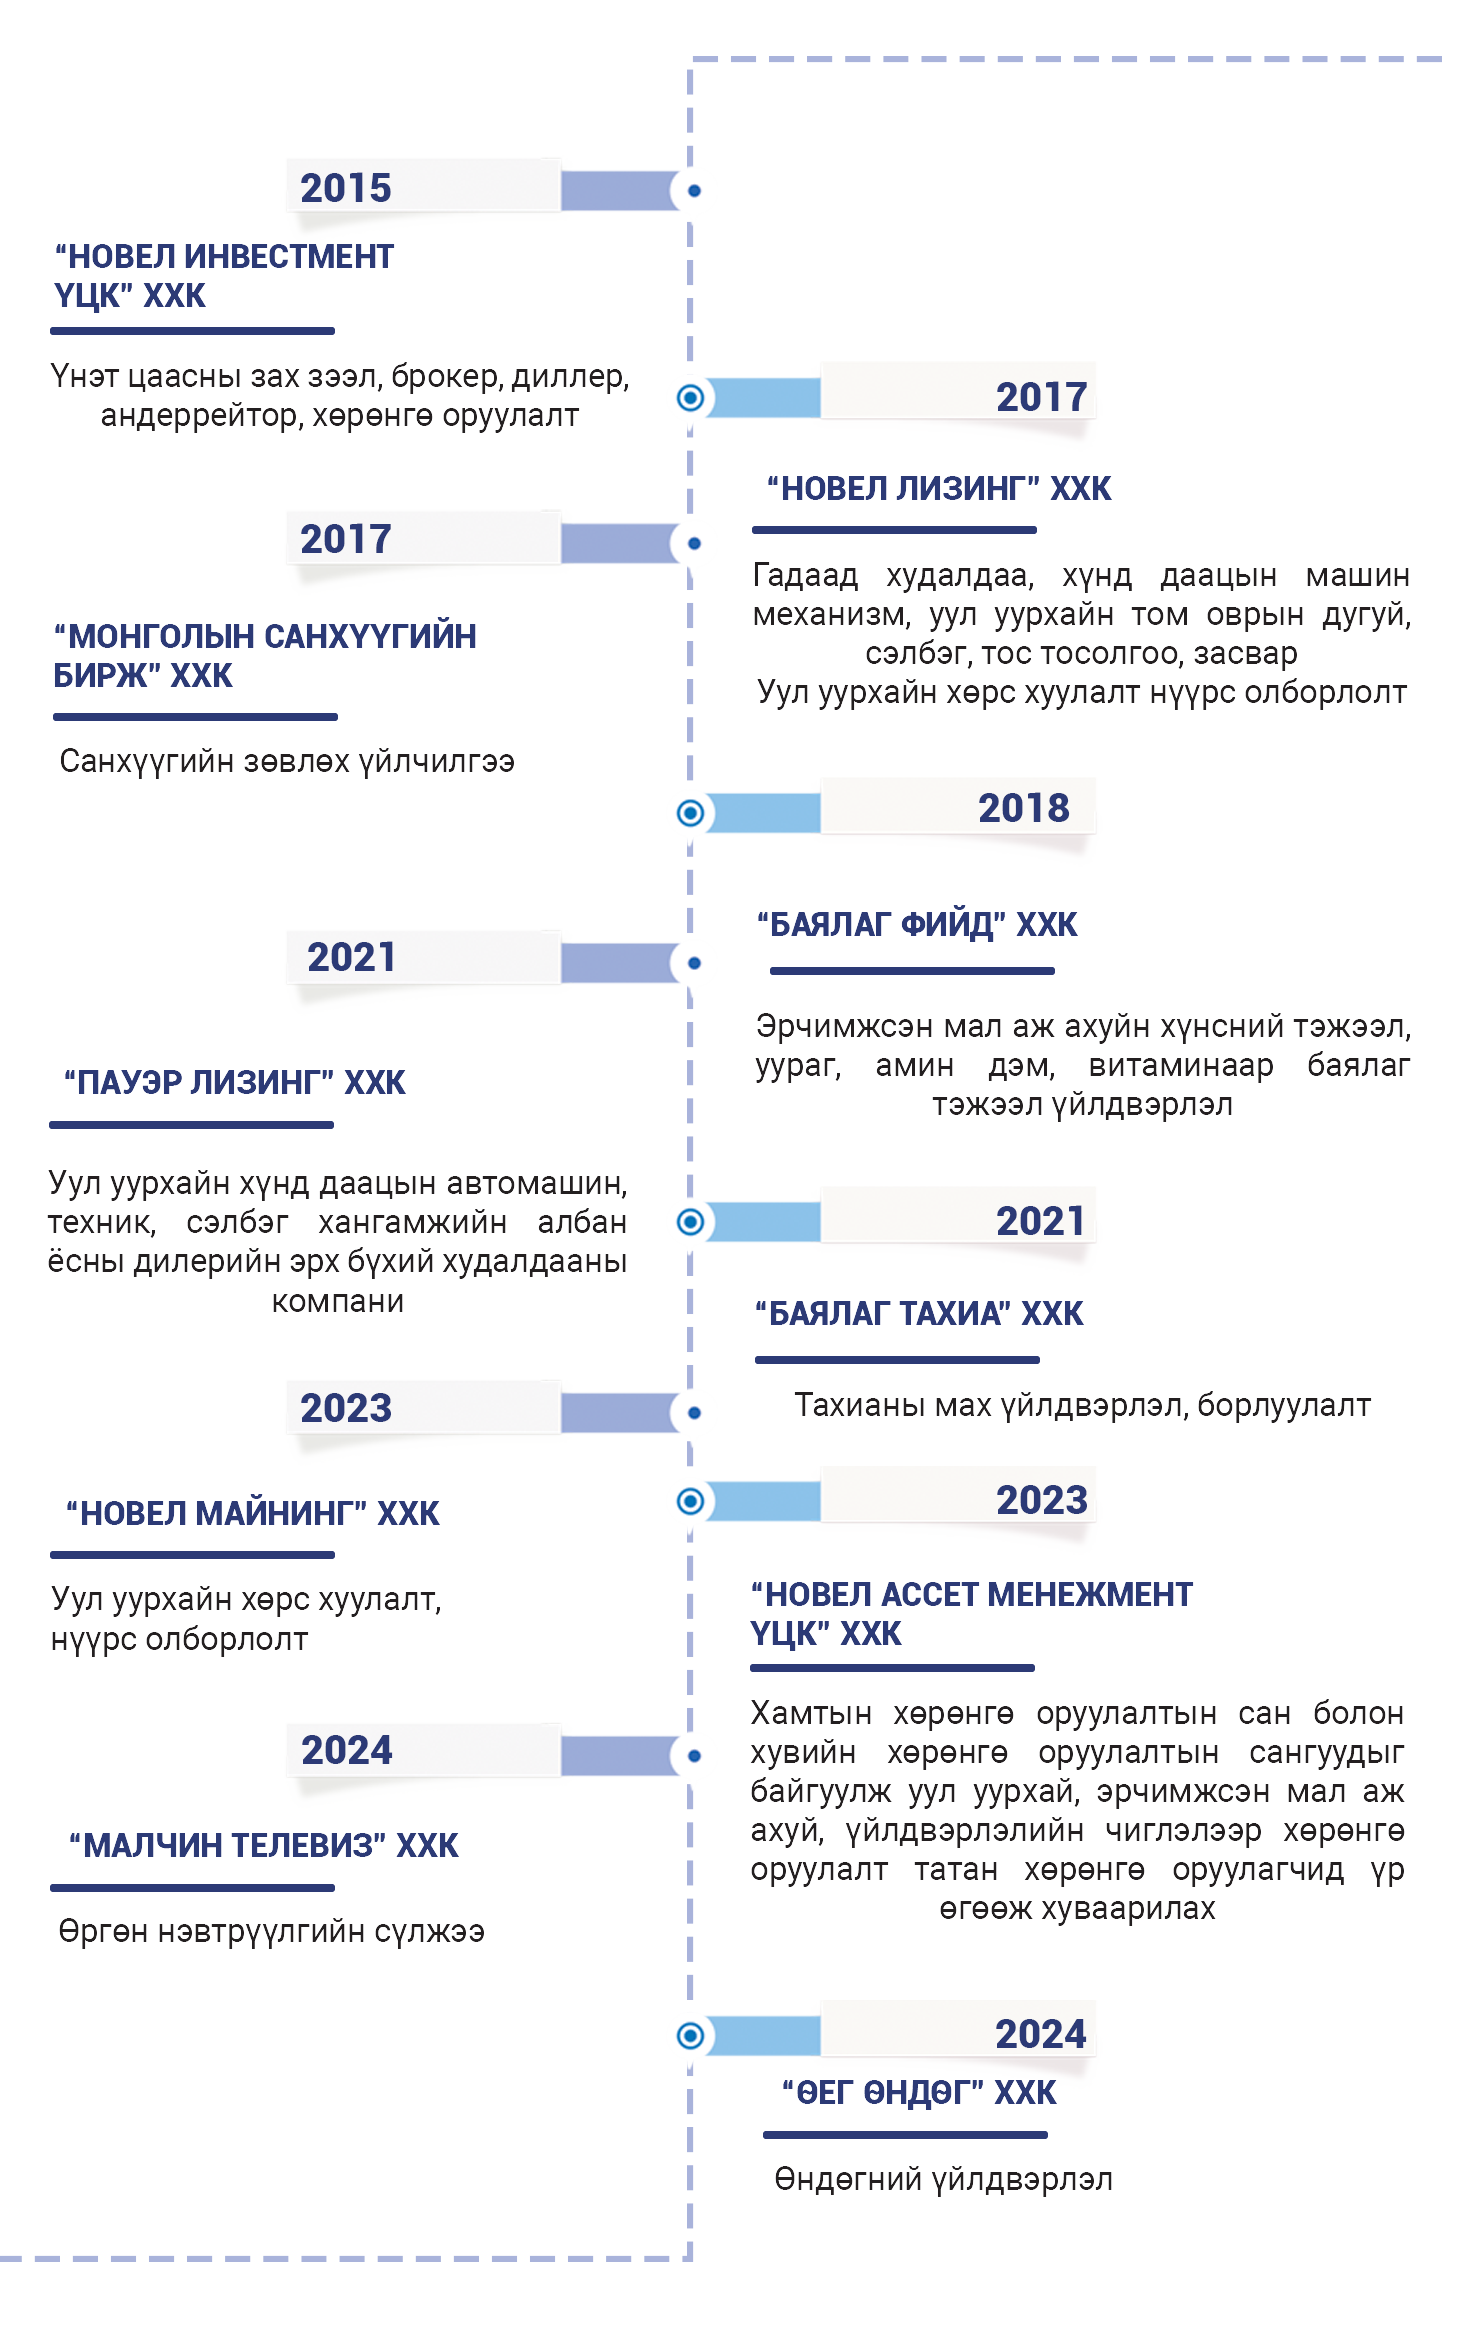 2015
“НОВЕЛ ИНВЕСТМЕНТ
ҮЦК” ХХК
Үнэт цаасны зах зээл, брокер, диллер,
андеррейтор, хөрөнгө оруулалт
2017
“НОВЕЛ ЛИЗИНГ” ХХК
Гадаад худалдаа, хүнд даацын машин
механизм, уул уурхайн том оврын дугуй,
сэлбэг, тос тосолгоо, засвар
Уул уурхайн хөрс хуулалт нүүрс олборлолт
2017
“МОНГОЛЫН САНХҮҮГИЙН
БИРЖ” ХХК
Санхүүгийн зөвлөх үйлчилгээ
2018
“БАЯЛАГ ФИЙД” ХХК
Эрчимжсэн мал аж ахуйн хүнсний тэжээл,
уураг, амин дэм, витаминаар баялаг
тэжээл үйлдвэрлэл
2021
“ПАУЭР ЛИЗИНГ” ХХК
Уул уурхайн хүнд даацын автомашин,
техник, сэлбэг хангамжийн албан
ёсны дилерийн эрх бүхий худалдааны
компани
2021
“БАЯЛАГ ТАХИА” ХХК
Тахианы мах үйлдвэрлэл, борлуулалт
2023
“НОВЕЛ МАЙНИНГ” ХХК
Уул уурхайн хөрс хуулалт,
нүүрс олборлолт
2023
“НОВЕЛ АССЕТ МЕНЕЖМЕНТ
ҮЦК” ХХК
Хамтын хөрөнгө оруулалтын сан болон
хувийн хөрөнгө оруулалтын сангуудыг
байгуулж уул уурхай, эрчимжсэн мал аж
ахуй, үйлдвэрлэлийн чиглэлээр хөрөнгө
оруулалт татан хөрөнгө оруулагчид үр
өгөөж хуваарилах
2024
“МАЛЧИН ТЕЛЕВИЗ” ХХК
Өргөн нэвтрүүлгийн сүлжээ
2024
“ӨЕГ ӨНДӨГ” ХХК
Өндөгний үйлдвэрлэл